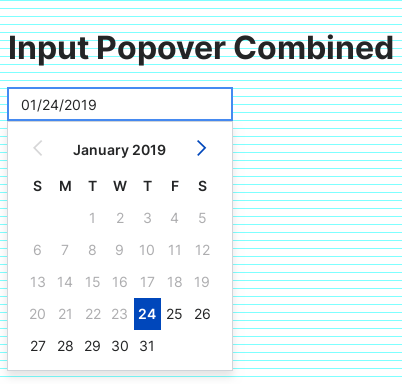 Input Popover Combined
01/24/2019
January 2019
S M T W T F S
1 2 3 4 5
6 7 8 9 10 11 12
13 14 15 16 17 18 19
20 21 22 23 24 25 26
27 28 29 30 31